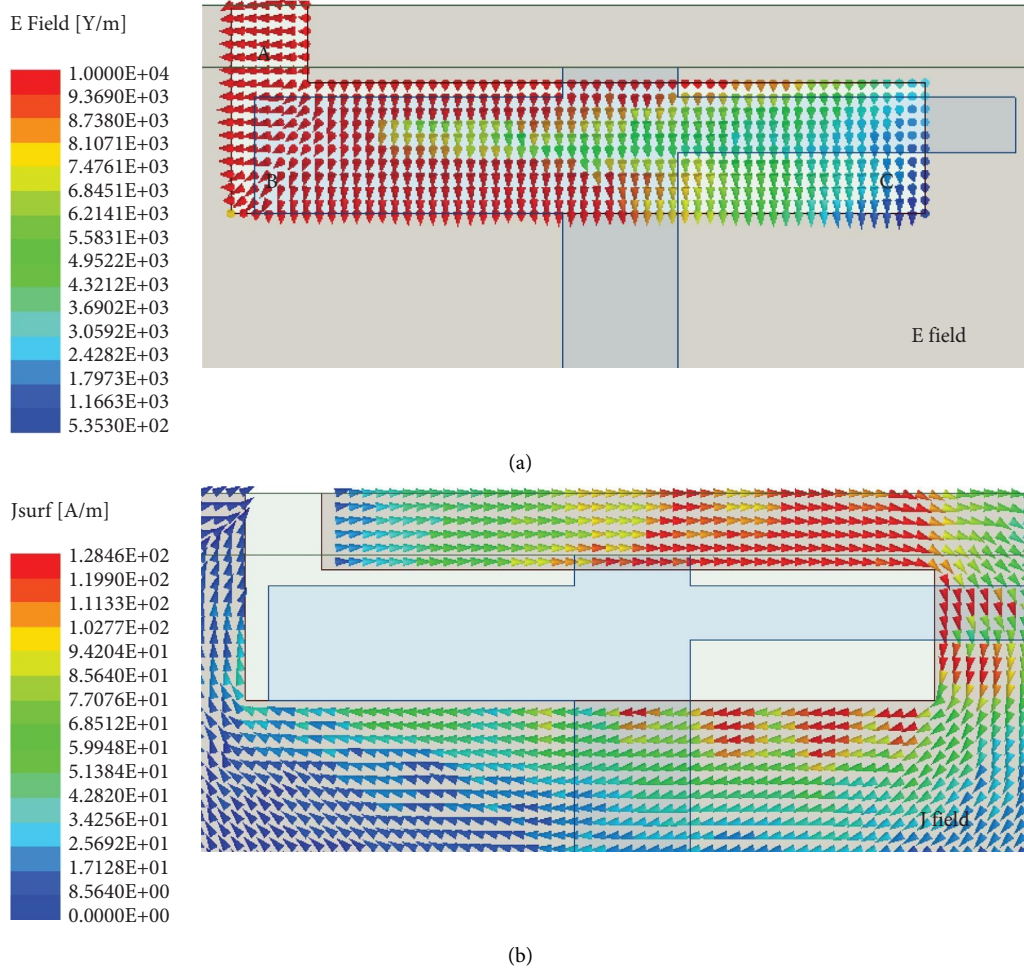 E Field [Y/m]
1.0000E+04
9.3690E+03
8.7380E+03
8.1071E+03
7.4761E+03
6.8451E+03
6.2141E+03
5.5831E+03
4.9522E+03
4.3212E+03
3.6902E+03
3.0592E+03
2.4282E+03
1.7973E+03
1.1663E+03
5.3530E+02
A
B
C
E field
(a)
Jsurf [A/m]
1.2846E+02
1.1990E+02
1.1133E+02
1.0277E+02
9.4204E+01
8.5640E+01
7.7076E+01
6.8512E+01
5.9948E+01
5.1384E+01
4.2820E+01
3.4256E+01
2.5692E+01
1.7128E+01
8.5640E+00
0.0000E+00
J field
(b)